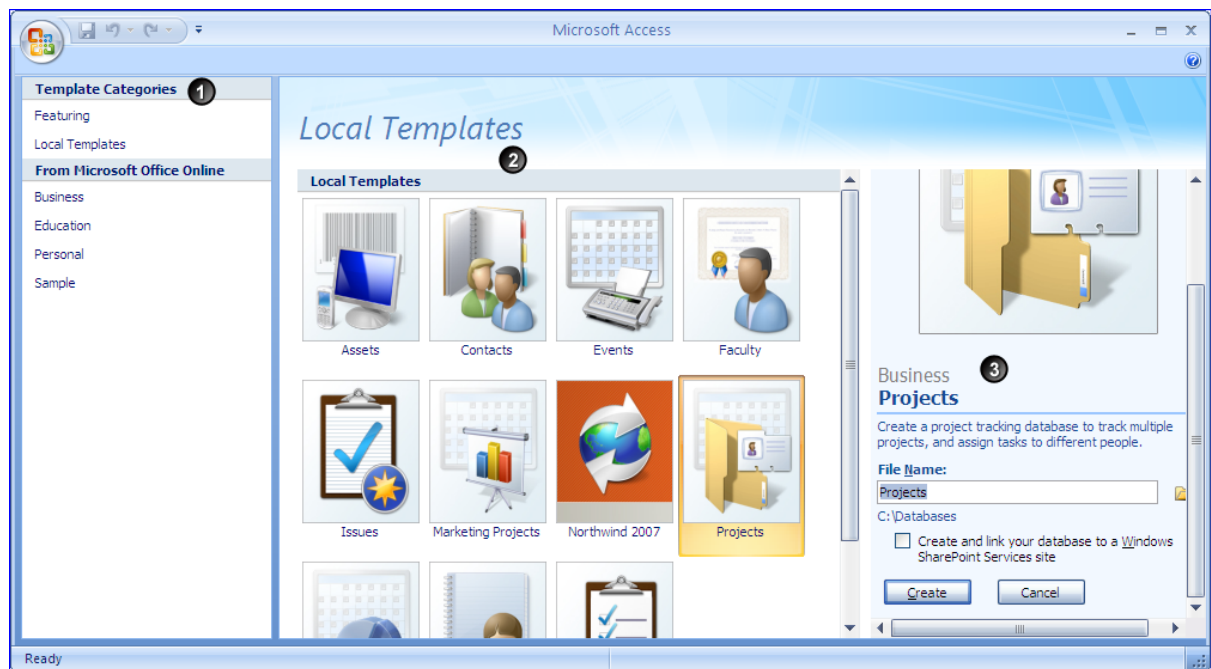 Microsoft Access
Template Categories
1
Featuring
Local Templates
From Microsoft Office Online
Business
Education
Personal
Sample
Local Templates
2
Local Templates
Assets
Contacts
Events
Faculty
Issues
Marketing Projects
Northwind 2007
Projects
Business
3
Projects
Create a project tracking database to track multiple
projects, and assign tasks to different people.
File Name:
Projects
C:\Databases
Create and link your database to a Windows
SharePoint Services site
Create
Cancel
Ready